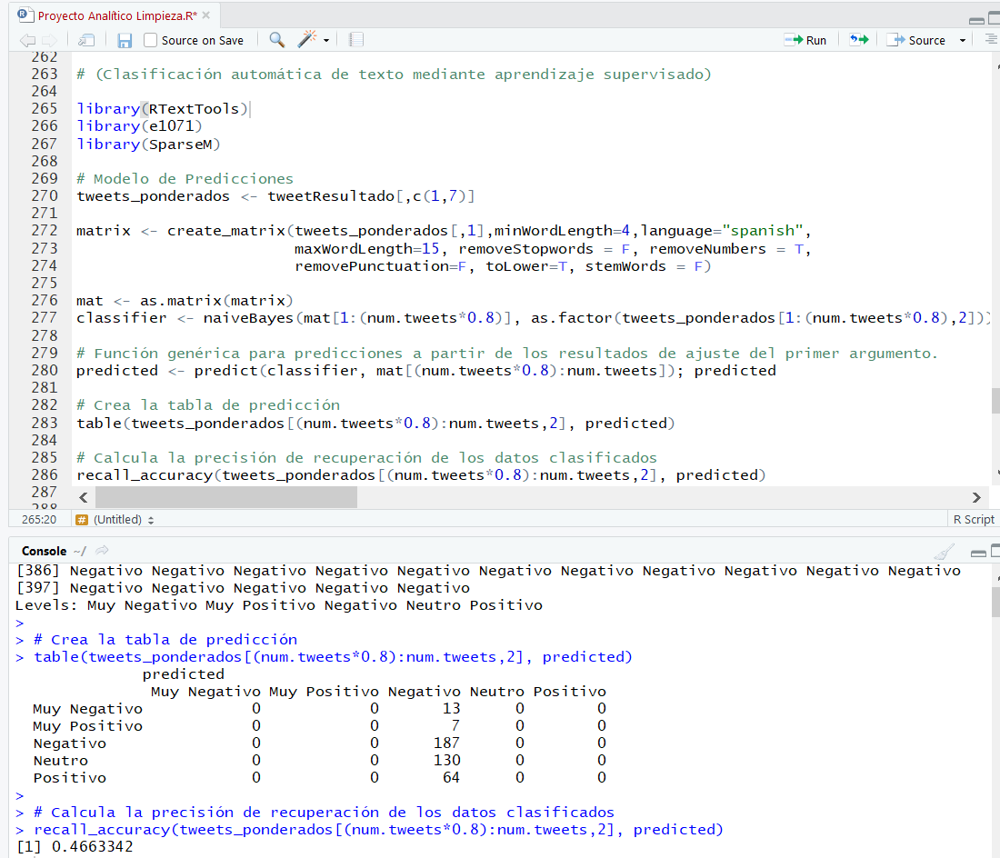 Proyecto Analítico Limpieza.R*
Source on Save
Run
Source
262
263 # (Clasificación automática de texto mediante aprendizaje supervisado)
264
265 library(RTextTools)
266 library(e1071)
267 library(SparseM)
268
269 # Modelo de Predicciones
270 tweets_ponderados <- tweetResultado[,c(1,7)]
271
272 matrix <- create_matrix(tweets_ponderados[,1],minWordLength=4,language="spanish",
273 maxWordLength=15, removeStopwords = F, removeNumbers = T,
274 removePunctuation=F, toLower=T, stemWords = F)
275
276 mat <- as.matrix(matrix)
277 classifier <- naiveBayes(mat[1:(num.tweets*0.8)], as.factor(tweets_ponderados[1:(num.tweets*0.8),2]))
278
279 # Función genérica para predicciones a partir de los resultados de ajuste del primer argumento.
280 predicted <- predict(classifier, mat[(num.tweets*0.8):num.tweets]); predicted
281
282 # Crea la tabla de predicción
283 table(tweets_ponderados[(num.tweets*0.8):num.tweets,2], predicted)
284
285 # Calcula la precisión de recuperación de los datos clasificados
286 recall_accuracy(tweets_ponderados[(num.tweets*0.8):num.tweets,2], predicted)
287
288
265:20 # (Untitled) R Script
Console ~/
[386] Negativo Negativo Negativo Negativo Negativo Negativo Negativo Negativo Negativo Negativo Negativo
[397] Negativo Negativo Negativo Negativo Negativo
Levels: Muy Negativo Muy Positivo Negativo Neutro Positivo
>
> # Crea la tabla de predicción
> table(tweets_ponderados[(num.tweets*0.8):num.tweets,2], predicted)
predicted
Muy Negativo Muy Positivo Negativo Neutro Positivo
Muy Negativo 0 0 13 0 0
Muy Positivo 0 0 7 0 0
Negativo 0 0 187 0 0
Neutro 0 0 130 0 0
Positivo 0 0 64 0 0
>
> # Calcula la precisión de recuperación de los datos clasificados
> recall_accuracy(tweets_ponderados[(num.tweets*0.8):num.tweets,2], predicted)
[1] 0.4663342